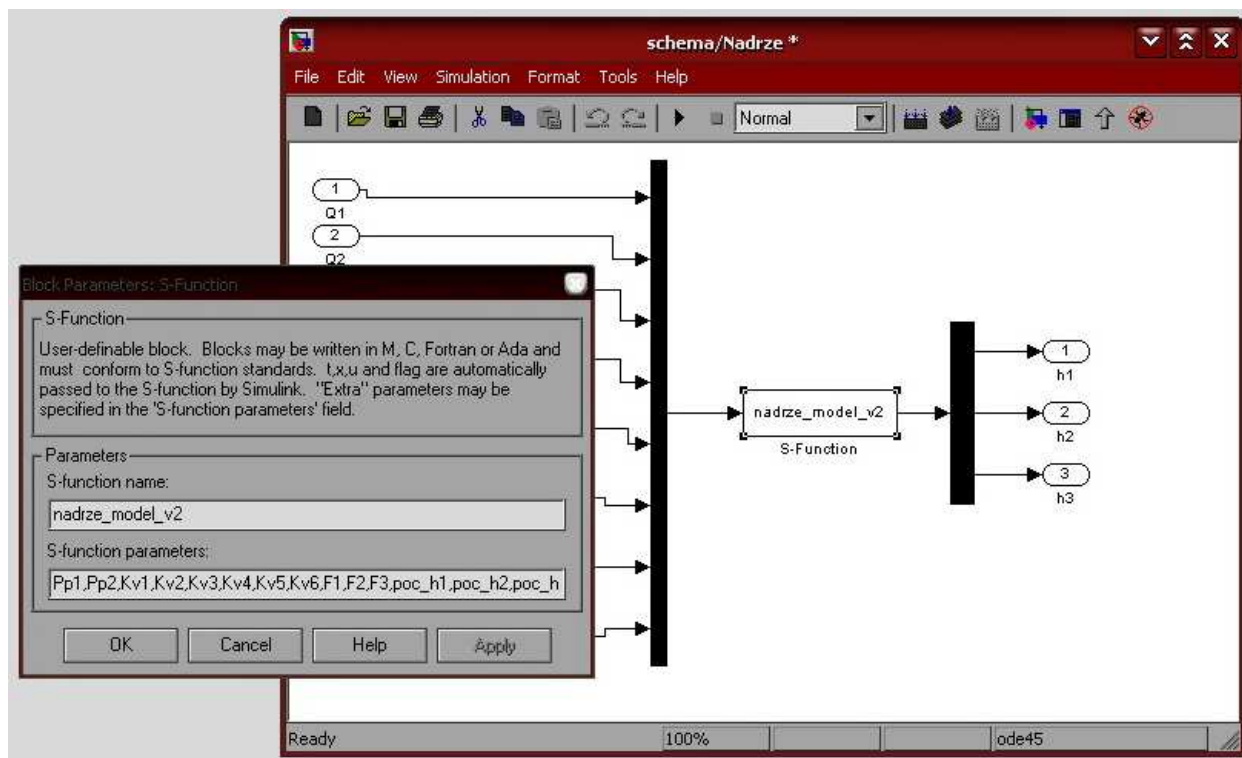 schema/Nadrze *
File Edit View Simulation Format Tools Help
Normal
1
Q1
2
Q2
Block Parameters: S-Function
S-Function
User-definable block. Blocks may be written in M, C, Fortran or Ada and
must conform to S-function standards. t,x,u and flag are automatically
passed to the S-function by Simulink. "Extra" parameters may be
specified in the 'S-function parameters' field.
Parameters
S-function name:
nadrze_model_v2
S-function parameters:
Pp1,Pp2,Kv1,Kv2,Kv3,Kv4,Kv5,Kv6,F1,F2,F3,poc_h1,poc_h2,poc_h
OK Cancel Help Apply
nadrze_model_v2
S-Function
1
h1
2
h2
3
h3
Ready 100% ode45